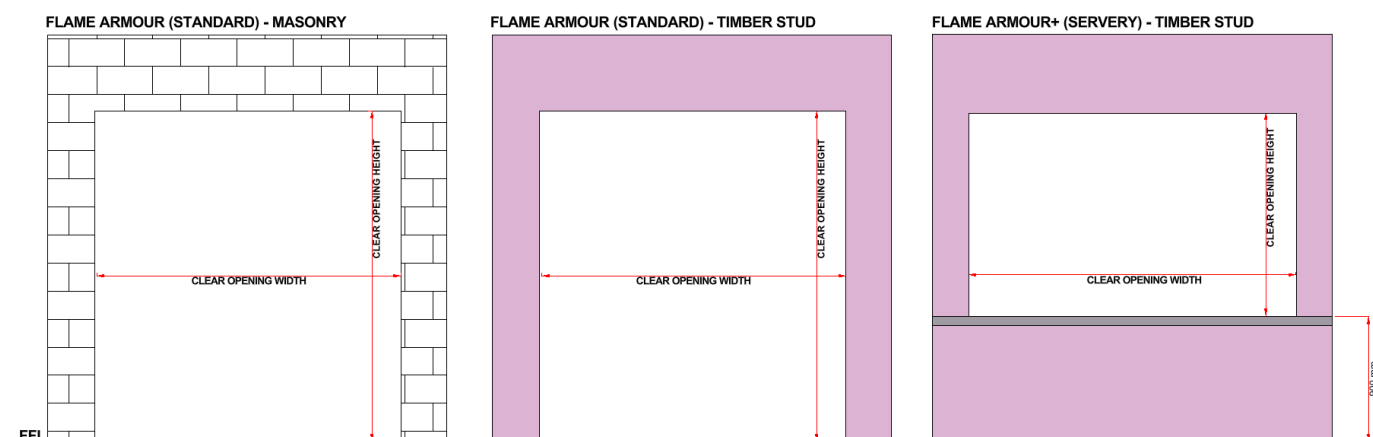 FLAME ARMOUR (STANDARD) - MASONRY
FLAME ARMOUR (STANDARD) - TIMBER STUD
FLAME ARMOUR+ (SERVERY) - TIMBER STUD
CLEAR OPENING HEIGHT
CLEAR OPENING WIDTH
CLEAR OPENING HEIGHT
CLEAR OPENING WIDTH
CLEAR OPENING HEIGHT
CLEAR OPENING WIDTH